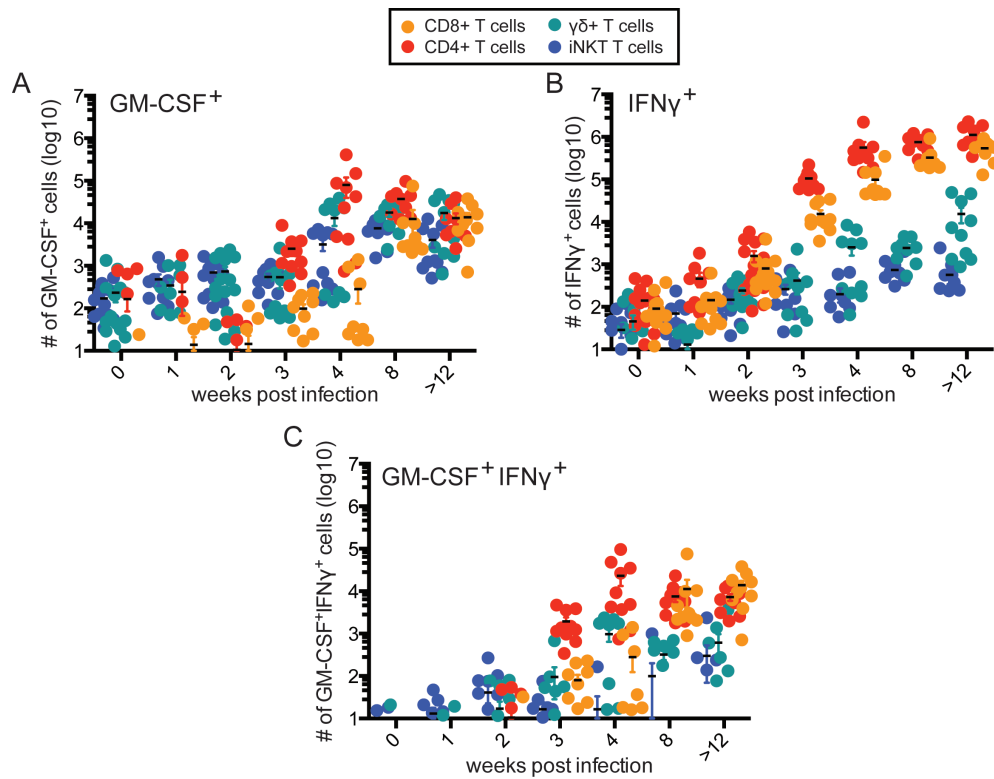 CD8+ T cells
γδ+ T cells
CD4+ T cells
iNKT T cells
A
GM-CSF+
# of GM-CSF+ cells (log10)
7
6
5
4
3
2
1
0
1
2
3
4
8
>12
weeks post infection
B
IFNγ+
# of IFNγ+ cells (log10)
7
6
5
4
3
2
1
0
1
2
3
4
8
>12
weeks post infection
C
GM-CSF+ IFNγ+
# of GM-CSF+IFNγ+ cells (log10)
7
6
5
4
3
2
1
0
1
2
3
4
8
>12
weeks post infection